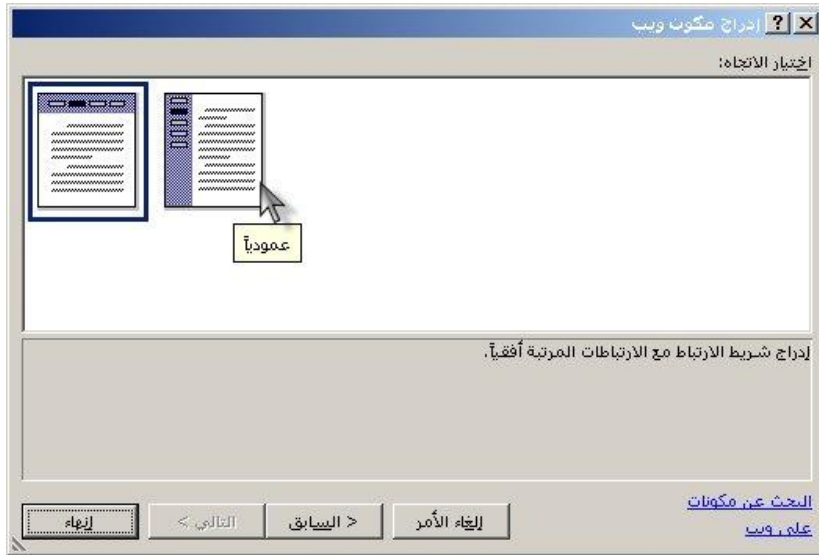 إدراج مكون ويب
اختيار الاتجاه:
عمودياً
إدراج شريط الارتباط مع الارتباطات المرتبة أفقياً.
البحث عن مكونات
على ويب
إلغاء الأمر
< السابق
التالي >
إنهاء